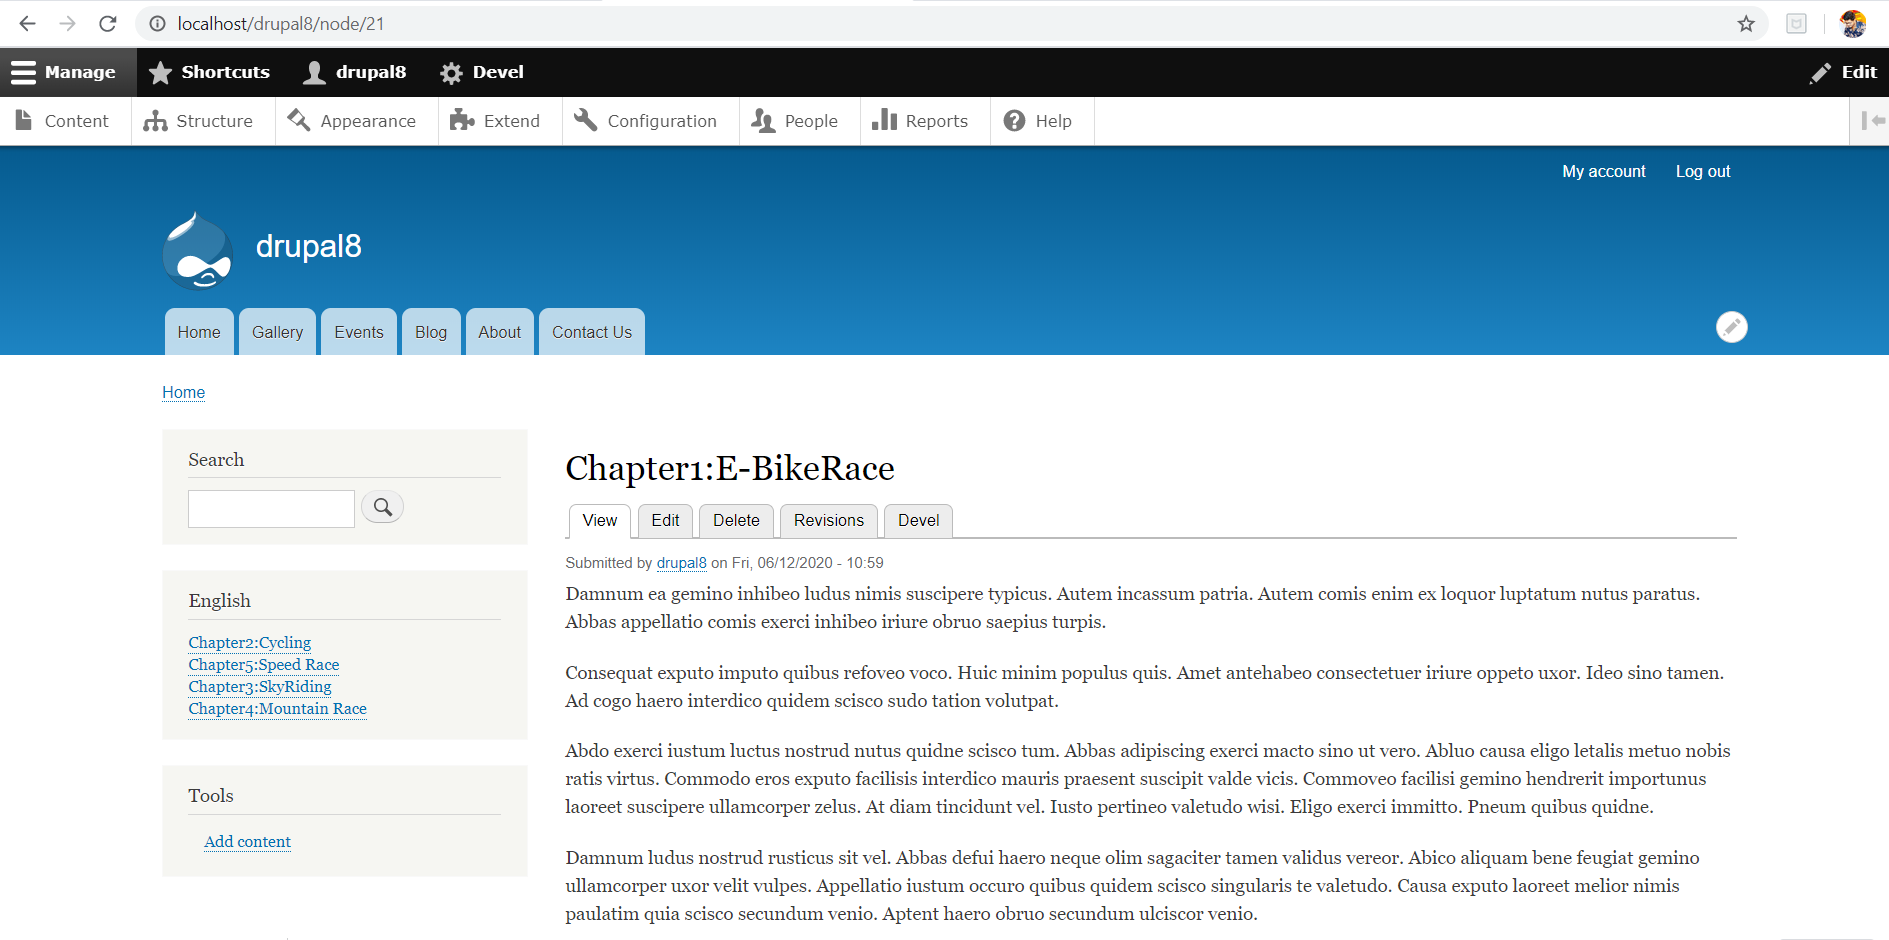 localhost/drupal8/node/21
Manage Shortcuts drupal8 Devel Edit
Content Structure Appearance Extend Configuration People Reports Help
My account Log out
drupal8
Home Gallery Events Blog About Contact Us
Home
Search
English
Chapter2:Cycling
Chapter5:Speed Race
Chapter3:SkyRiding
Chapter4:Mountain Race
Tools
Add content
Chapter1:E-BikeRace
View Edit Delete Revisions Devel
Submitted by drupal8 on Fri, 06/12/2020 - 10:59
Damnum ea gemino inhibeo ludus nimis suscipere typicus. Autem incassum patria. Autem comis enim ex loquor luptatum nutus paratus.
Abbas appellatio comis exerci inhibeo iriure obruo saepius turpis.
Consequat exputo imputo quibus refoveo voco. Huic minim populus quis. Amet antehabeo consectetuer iriure oppeto uxor. Ideo sino tamen.
Ad cogo haero interdico quidem scisco sudo tation volutpat.
Abdo exerci iustum luctus nostrud nutus quidne scisco tum. Abbas adipiscing exerci macto sino ut vero. Abluo causa eligo letalis metuo nobis
ratis virtus. Commodo eros exputo facilisis interdico mauris praesent suscipit valde vicis. Commoveo facilisi gemino hendrerit importunus
laoreet suscipere ullamcorper zelus. At diam tincidunt vel. Iusto pertineo valetudo wisi. Eligo exerci immitto. Pneum quibus quidne.
Damnum ludus nostrud rusticus sit vel. Abbas defui haero neque olim sagaciter tamen validus vereor. Abico aliquam bene feugiat gemino
ullamcorper uxor velit vulpes. Appellatio iustum occuro quibus quidem scisco singularis te valetudo. Causa exputo laoreet melior nimis
paulatim quia scisco secundum venio. Aptent haero obruo secundum ulciscor venio.